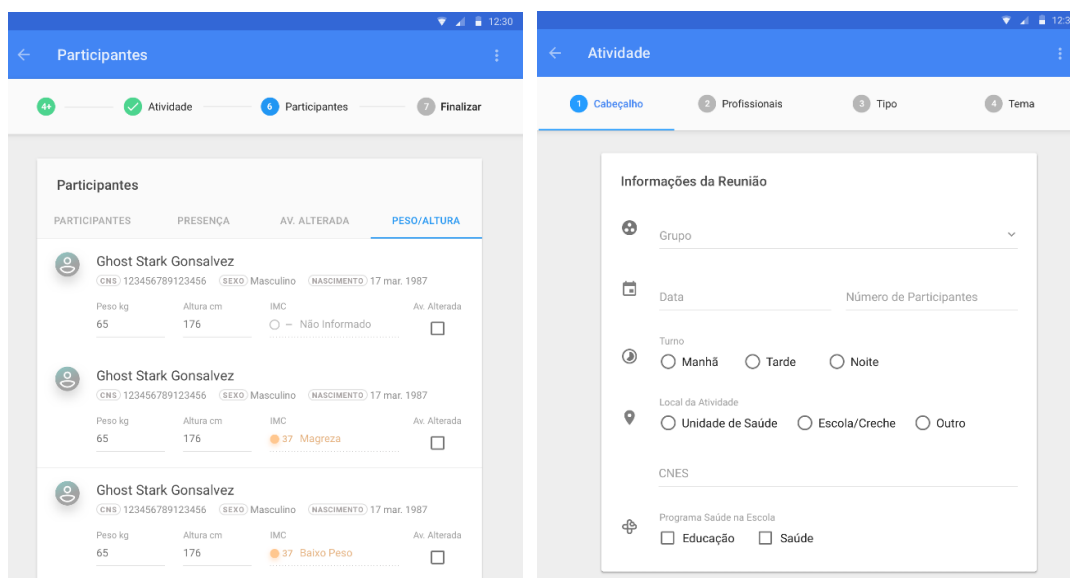 12:30
Participantes
4+ Atividade 6 Participantes 7 Finalizar
Participantes
PARTICIPANTES PRESENÇA AV. ALTERADA PESO/ALTURA
Ghost Stark Gonsalvez
CNS 123456789123456 SEXO Masculino NASCIMENTO 17 mar. 1987
Peso kg Altura cm IMC Av. Alterada
65 176 – Não Informado
Ghost Stark Gonsalvez
CNS 123456789123456 SEXO Masculino NASCIMENTO 17 mar. 1987
Peso kg Altura cm IMC Av. Alterada
65 176 37 Magreza
Ghost Stark Gonsalvez
CNS 123456789123456 SEXO Masculino NASCIMENTO 17 mar. 1987
Peso kg Altura cm IMC Av. Alterada
65 176 37 Baixo Peso
12:3
Atividade
1 Cabeçalho 2 Profissionais 3 Tipo 4 Tema
Informações da Reunião
Grupo
Data Número de Participantes
Turno
Manhã Tarde Noite
Local da Atividade
Unidade de Saúde Escola/Creche Outro
CNES
Programa Saúde na Escola
Educação Saúde